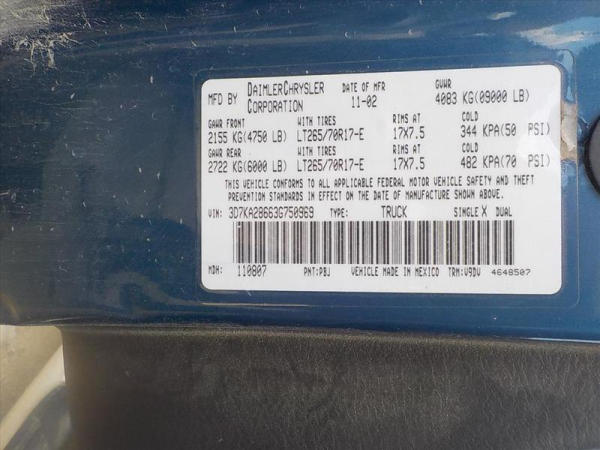 MFD BY DAIMLERCHRYSLER CORPORATION DATE OF MFR 11-02 GVWR 4083 KG(09000 LB)
GAWR FRONT WITH TIRES RIMS AT COLD
2155 KG(4750 LB) LT265/70R17-E 17X7.5 344 KPA(50 PSI)
GAWR REAR WITH TIRES RIMS AT COLD
2722 KG(6000 LB) LT265/70R17-E 17X7.5 482 KPA(70 PSI)
THIS VEHICLE CONFORMS TO ALL APPLICABLE FEDERAL MOTOR VEHICLE SAFETY AND THEFT
PREVENTION STANDARDS IN EFFECT ON THE DATE OF MANUFACTURE SHOWN ABOVE.
VIN: 3D7KA28663G750969 TYPE: TRUCK SINGLE X DUAL
MDH: 110807 PNT:PBJ VEHICLE MADE IN MEXICO TRM:V9DV 4648507